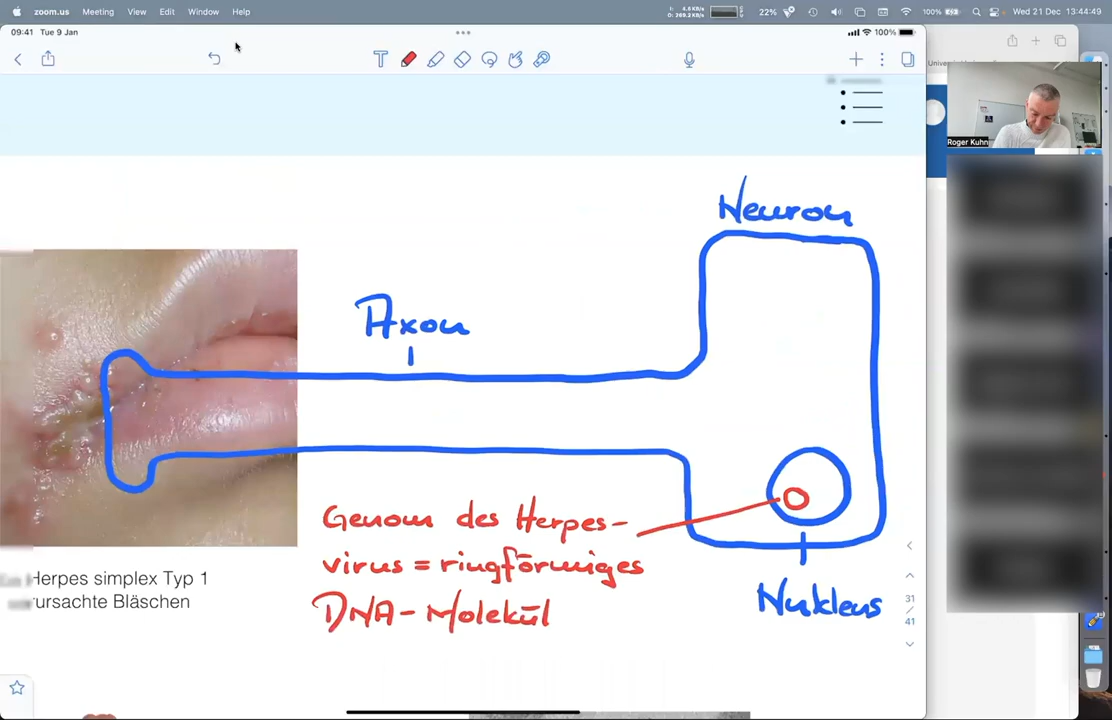 zoom.us Meeting View Edit Window Help
22% 100% Wed 21 Dec 13:44:49
09:41 Tue 9 Jan
100%
Roger Kuhn
Neuron
Axon
Genom des Herpes-
virus = ringförmiges
DNA-Molekül
Nukleus
Herpes simplex Typ 1
ursachte Bläschen
31
/
41